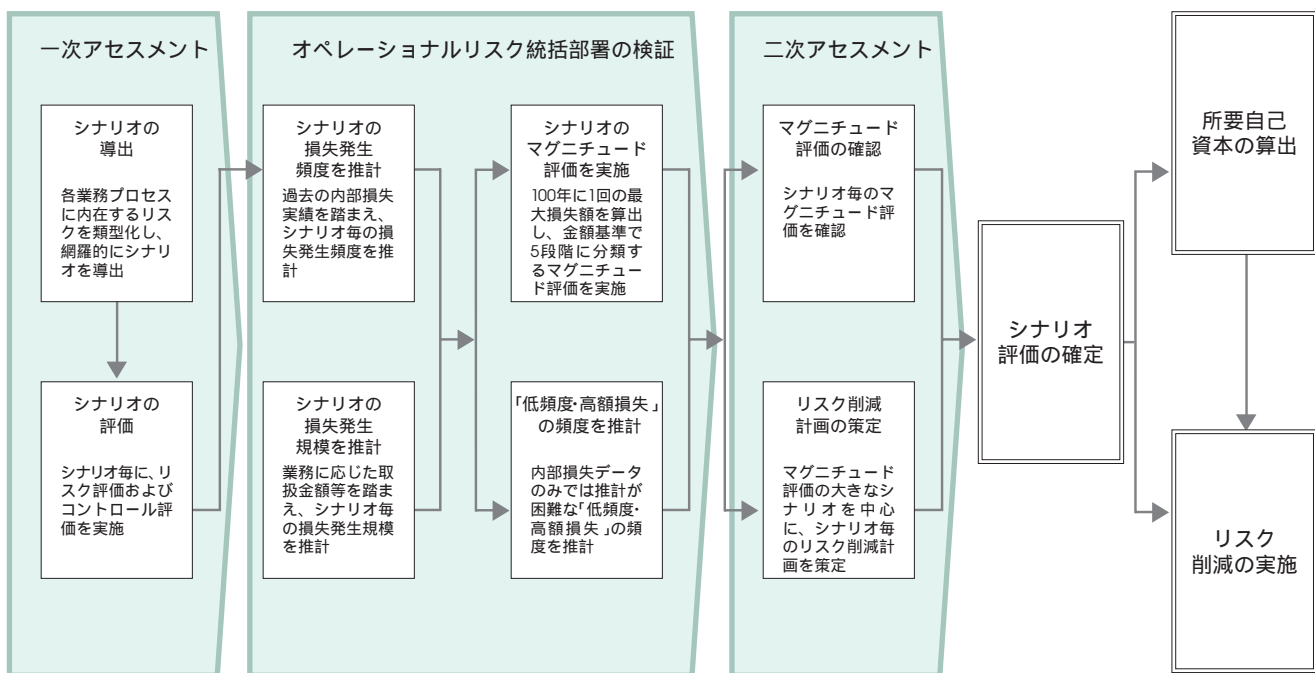 一次アセスメント
シナリオの
導出
各業務プロセス
に内在するリス
クを類型化し、
網羅的にシナリ
オを導出
シナリオの
評価
シナリオ毎に、リ
スク評価および
コントロール評
価を実施
オペレーショナルリスク統括部署の検証
シナリオの
損失発生
頻度を推計
過去の内部損失
実績を踏まえ、
シナリオ毎の損
失発生頻度を推
計
シナリオの
損失発生
規模を推計
業務に応じた取
扱金額等を踏ま
え、シナリオ毎
の損失発生規模
を推計
シナリオの
マグニチュード
評価を実施
100年に1回の最
大損失額を算出
し、金額基準で
5段階に分類す
るマグニチュー
ド評価を実施
「低頻度・高額損失」
の頻度を推計
内部損失データ
のみでは推計が
困難な「低頻度・
高額損失」の頻
度を推計
二次アセスメント
マグニチュード
評価の確認
シナリオ毎のマ
グニチュード評
価を確認
リスク削減
計画の策定
マグニチュード
評価の大きなシ
ナリオを中心
に、シナリオ毎
のリスク削減計
画を策定
シナリオ
評価の確定
所要自己
資本の算出
リスク
削減の実施